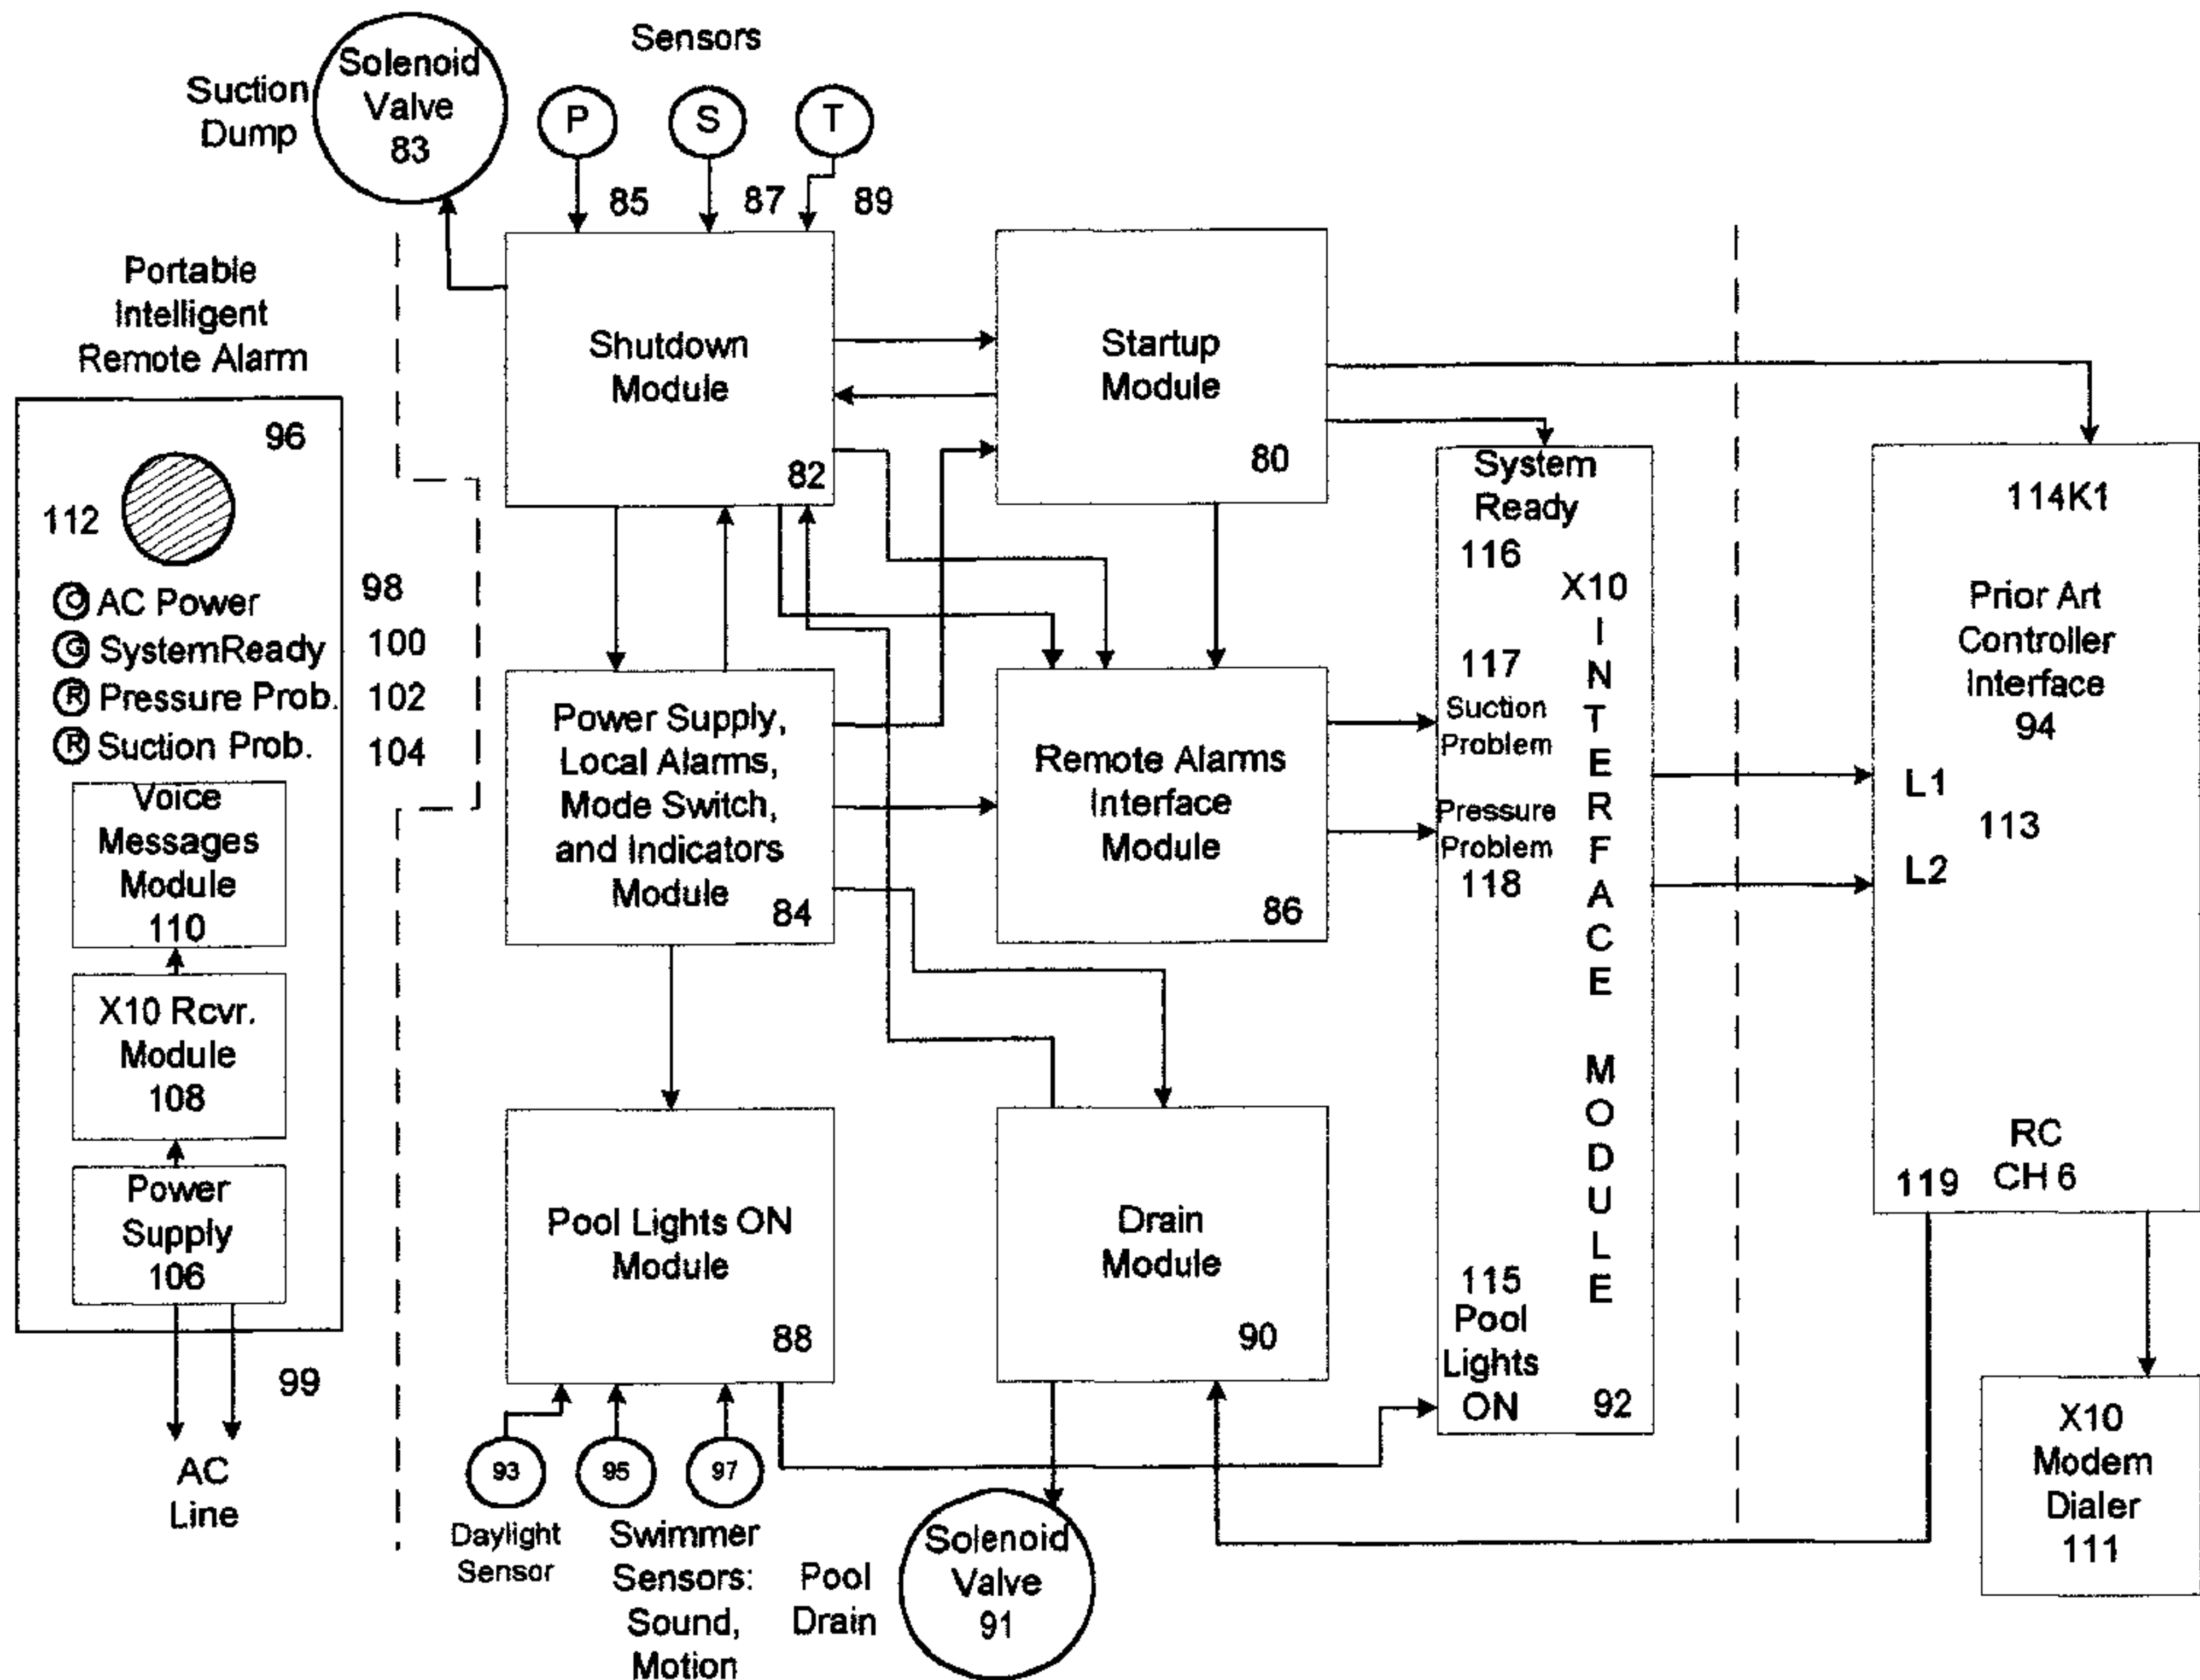 Sensors
Suction
Dump
Solenoid
Valve
83
P
S
T
85
87
89
Portable
Intelligent
Remote Alarm
96
112
98
AC Power
100
G SystemReady
102
R Pressure Prob.
104
R Suction Prob.
Voice
Messages
Module
110
X10 Rcvr.
Module
108
Power
Supply
106
99
AC
Line
Shutdown
Module
82
Startup
Module
80
Power Supply,
Local Alarms,
Mode Switch,
and Indicators
Module
84
Remote Alarms
Interface
Module
86
Pool Lights ON
Module
88
Drain
Module
90
93
95
97
Daylight
Sensor
Swimmer
Sensors:
Sound,
Motion
Pool
Drain
Solenoid
Valve
91
System
Ready
116
117
Suction
Problem
Pressure
Problem
118
X10
INTERFACE
MODULE
115
Pool
Lights
ON
92
114K1
Prior Art
Controller
Interface
94
L1
113
L2
RC
CH 6
119
X10
Modem
Dialer
111